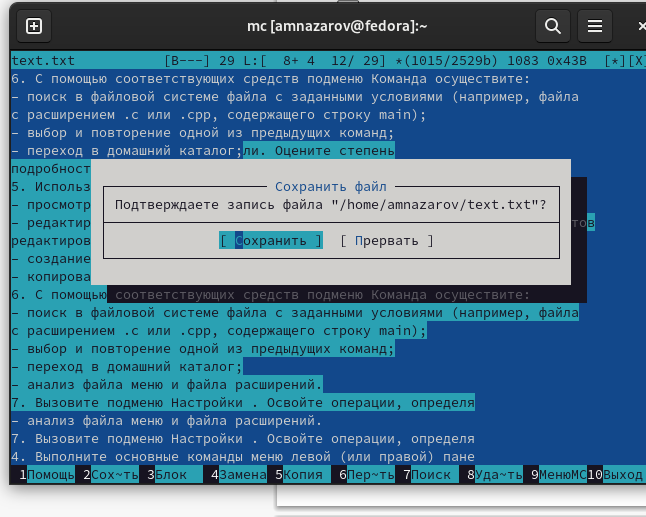 mc [amnazarov@fedora]:~
text.txt [B---] 29 L:[ 8+ 4 12/ 29] *(1015/2529b) 1083 0x43B [*][X]
6. С помощью соответствующих средств подменю Команда осуществите:
– поиск в файловой системе файла с заданными условиями (например, файла
с расширением .c или .cpp, содержащего строку main);
– выбор и повторение одной из предыдущих команд;
– переход в домашний каталог;ли. Оцените степень
подробност
5. Использ
Сохранить файл
– просмотр
Подтверждаете запись файла "/home/amnazarov/text.txt"?
– редактир тов
редактиров
[ Сохранить ] [ Прервать ]
– создание
– копирова
6. С помощью соответствующих средств подменю Команда осуществите:
– поиск в файловой системе файла с заданными условиями (например, файла
с расширением .c или .cpp, содержащего строку main);
– выбор и повторение одной из предыдущих команд;
– переход в домашний каталог;
– анализ файла меню и файла расширений.
7. Вызовите подменю Настройки . Освойте операции, определя
– анализ файла меню и файла расширений.
7. Вызовите подменю Настройки . Освойте операции, определя
4. Выполните основные команды меню левой (или правой) пане
1Помощь 2Сох~ть 3Блок 4Замена 5Копия 6Пер~ть 7Поиск 8Уда~ть 9МенюMC 10Выход